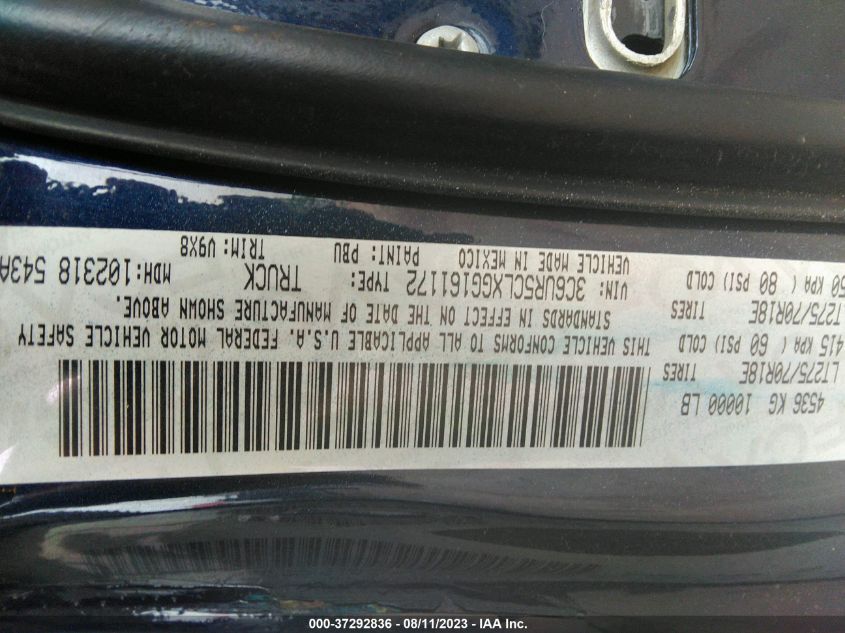 4536 KG 10000 LB
LT275/70R18E TIRES
415 KPA ( 60 PSI) COLD
LT275/70R18E TIRES
50 KPA ( 80 PSI) COLD
THIS VEHICLE CONFORMS TO ALL APPLICABLE U.S.A. FEDERAL MOTOR VEHICLE SAFETY
STANDARDS IN EFFECT ON THE DATE OF MANUFACTURE SHOWN ABOVE.
VIN: 3C6UR5CLXGG161172 TYPE: TRUCK MDH:102318 543A
VEHICLE MADE IN MEXICO PAINT: PBU TRIM: V9X8
000-37292836 - 08/11/2023 - IAA Inc.